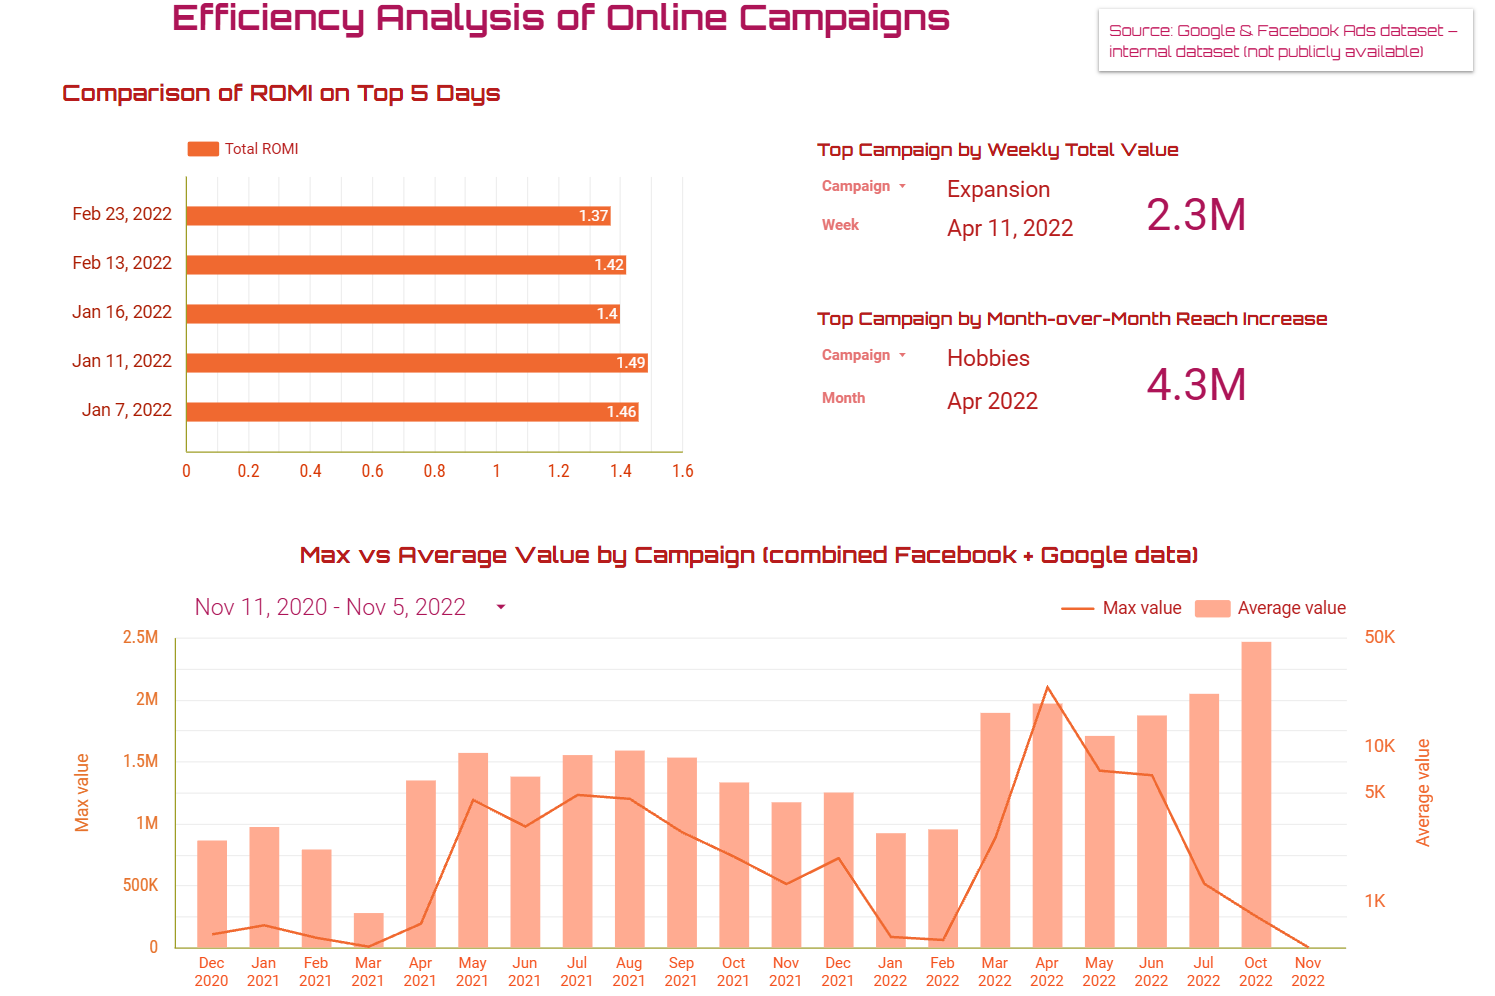 Efficiency Analysis of Online Campaigns
Source: Google & Facebook Ads dataset –
internal dataset (not publicly available)
Comparison of ROMI on Top 5 Days
Total ROMI
Feb 23, 2022
1.37
Feb 13, 2022
1.42
Jan 16, 2022
1.4
Jan 11, 2022
1.49
Jan 7, 2022
1.46
0 0.2 0.4 0.6 0.8 1 1.2 1.4 1.6
Top Campaign by Weekly Total Value
Campaign Expansion
Week Apr 11, 2022
2.3M
Top Campaign by Month-over-Month Reach Increase
Campaign Hobbies
Month Apr 2022
4.3M
Max vs Average Value by Campaign (combined Facebook + Google data)
Nov 11, 2020 - Nov 5, 2022
Max value Average value
Max value
2.5M
2M
1.5M
1M
500K
0
50K
10K
5K
1K
Average value
Dec Jan Feb Mar Apr May Jun Jul Aug Sep Oct Nov Dec Jan Feb Mar Apr May Jun Jul Oct Nov
2020 2021 2021 2021 2021 2021 2021 2021 2021 2021 2021 2021 2021 2022 2022 2022 2022 2022 2022 2022 2022 2022